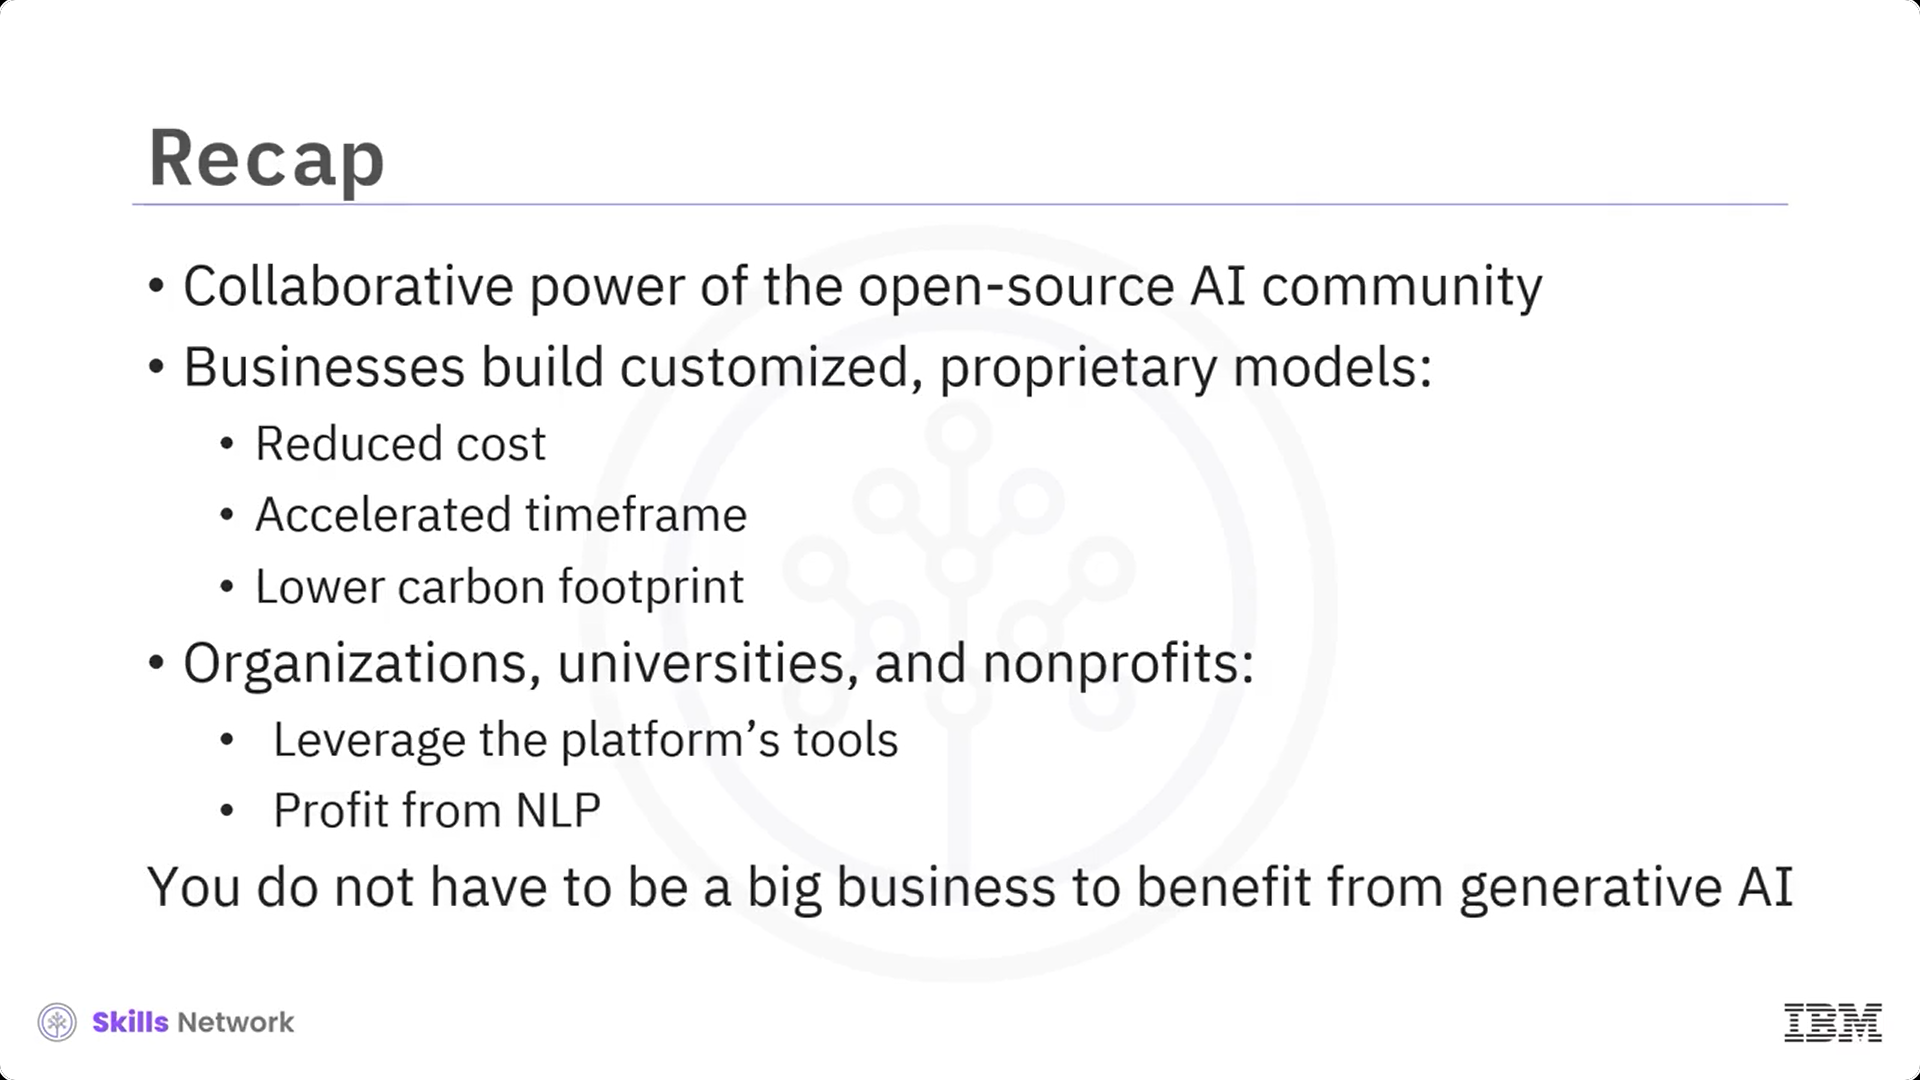 Recap
• Collaborative power of the open-source AI community
• Businesses build customized, proprietary models:
• Reduced cost
• Accelerated timeframe
• Lower carbon footprint
• Organizations, universities, and nonprofits:
• Leverage the platform’s tools
• Profit from NLP
You do not have to be a big business to benefit from generative AI
Skills Network
IBM